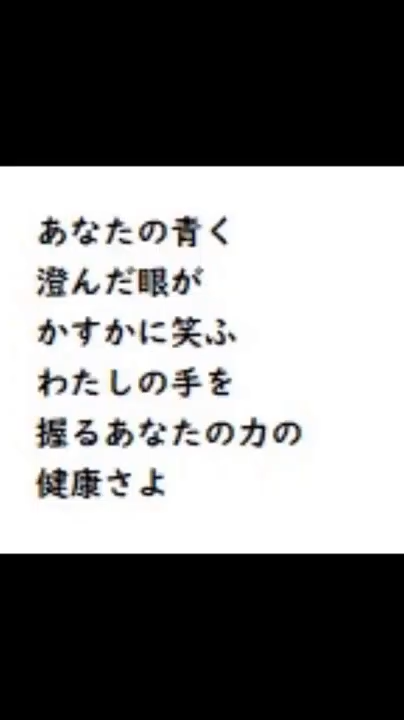 あなたの青く
澄んだ眼が
かすかに笑ふ
わたしの手を
握るあなたの力の
健康さよ